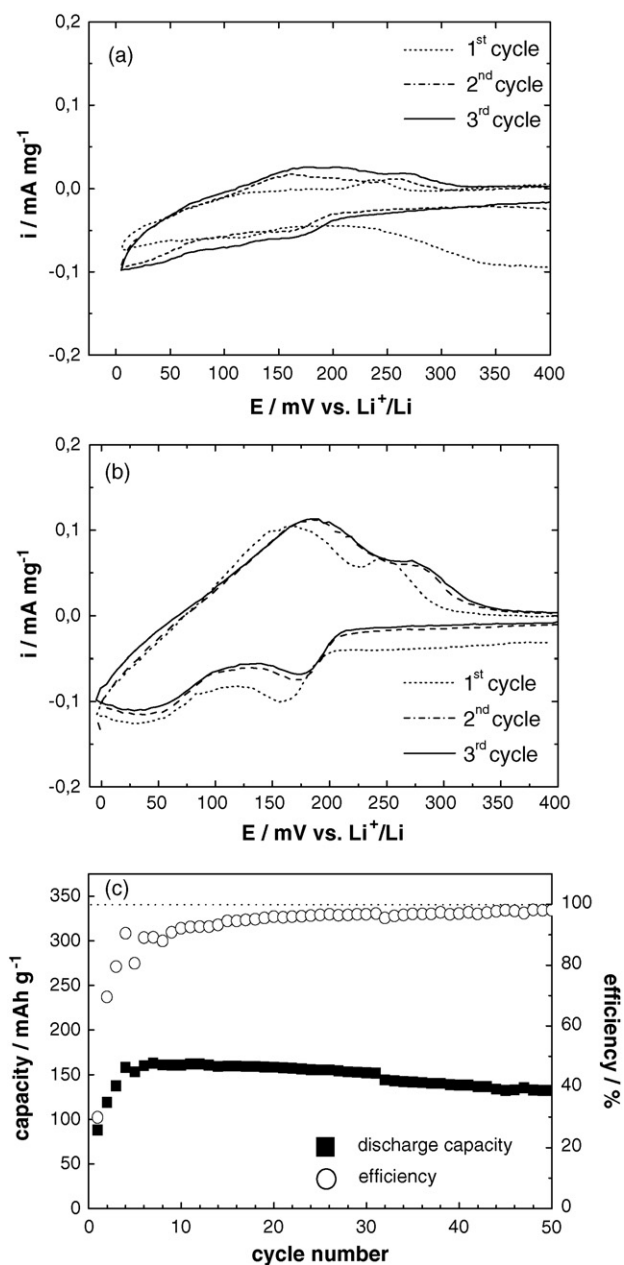 0,2
(a)
1st cycle
2nd cycle
3rd cycle
0,1
0,0
-0,1
-0,2
i / mA mg-1
0 50 100 150 200 250 300 350 400
E / mV vs. Li+/Li
0,2
(b)
0,1
0,0
-0,1
-0,2
i / mA mg-1
1st cycle
2nd cycle
3rd cycle
0 50 100 150 200 250 300 350 400
E / mV vs. Li+/Li
(c)
350
300
250
200
150
100
50
0
capacity / mAh g-1
100
80
60
40
20
0
efficiency / %
discharge capacity
efficiency
0 10 20 30 40 50
cycle number